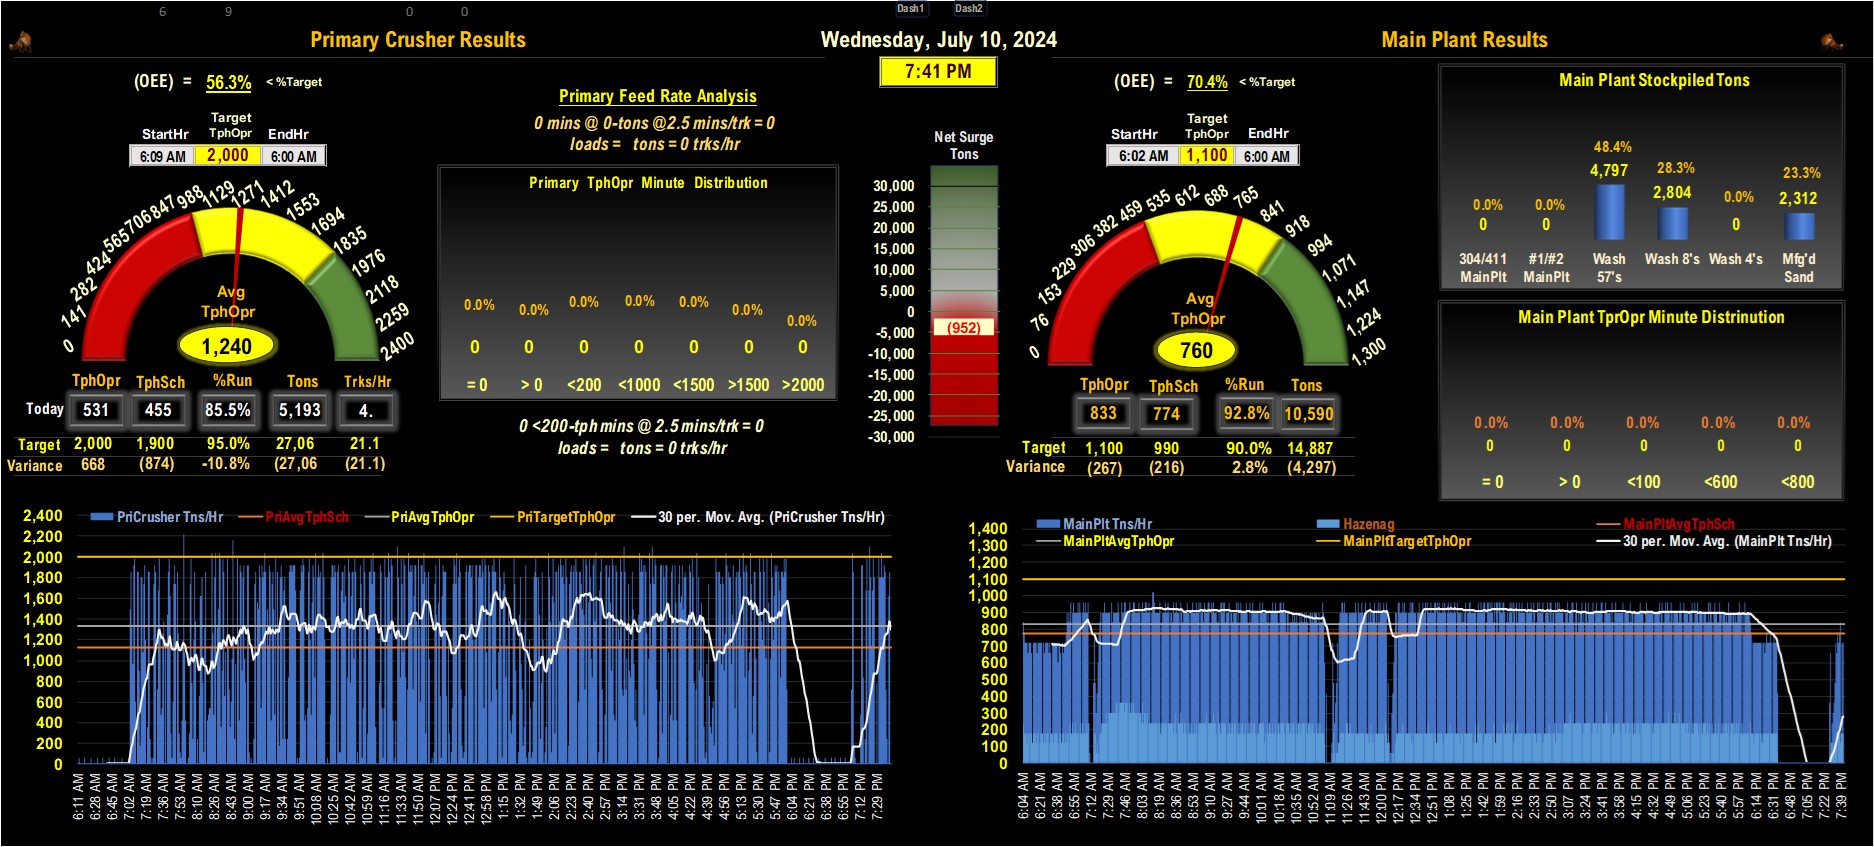 6 9 0 0 Dash1 Dash2
Primary Crusher Results
Wednesday, July 10, 2024
Main Plant Results
7:41 PM
(OEE) = 56.3% < %Target
Target
StartHr TphOpr EndHr
6:09 AM 2,000 6:00 AM
0 141 282 424 565 706 847 988 1129 1271 1412 1553 1694 1835 1976 2118 2259 2400
Avg
TphOpr
1,240
TphOpr TphSch %Run Tons Trks/Hr
Today 531 455 85.5% 5,193 4.
Target 2,000 1,900 95.0% 27,06 21.1
Variance 668 (874) -10.8% (27,06 (21.1)
Primary Feed Rate Analysis
0 mins @ 0-tons @2.5 mins/trk = 0
loads = tons = 0 trks/hr
Primary TphOpr Minute Distribution
0.0% 0.0% 0.0% 0.0% 0.0% 0.0% 0.0%
0 0 0 0 0 0 0
= 0 > 0 <200 <1000 <1500 >1500 >2000
0 <200-tph mins @ 2.5 mins/trk = 0
loads = tons = 0 trks/hr
Net Surge
Tons
30,000
25,000
20,000
15,000
10,000
5,000
0
-5,000
-10,000
-15,000
-20,000
-25,000
-30,000
(952)
(OEE) = 70.4% < %Target
Target
StartHr TphOpr EndHr
6:02 AM 1,100 6:00 AM
0 76 153 229 306 382 459 535 612 688 765 841 918 994 1,071 1,147 1,224 1,300
Avg
TphOpr
760
TphOpr TphSch %Run Tons
833 774 92.8% 10,590
Target 1,100 990 90.0% 14,887
Variance (267) (216) 2.8% (4,297)
Main Plant Stockpiled Tons
0.0% 0.0% 48.4% 28.3% 0.0% 23.3%
0 0 4,797 2,804 0 2,312
304/411 #1/#2 Wash Wash 8's Wash 4's Mfg'd
MainPlt MainPlt 57's Sand
Main Plant TprOpr Minute Distrinution
0.0% 0.0% 0.0% 0.0% 0.0%
0 0 0 0 0
= 0 > 0 <100 <600 <800
PriCrusher Tns/Hr PriAvgTphSch PriAvgTphOpr PriTargetTphOpr 30 per. Mov. Avg. (PriCrusher Tns/Hr)
2,400
2,200
2,000
1,800
1,600
1,400
1,200
1,000
800
600
400
200
0
6:11 AM 6:28 AM 6:45 AM 7:02 AM 7:19 AM 7:36 AM 7:53 AM 8:10 AM 8:26 AM 8:43 AM 9:00 AM 9:17 AM 9:34 AM 9:51 AM 10:08 AM 10:25 AM 10:42 AM 10:59 AM 11:16 AM 11:33 AM 11:50 AM 12:07 PM 12:24 PM 12:41 PM 12:58 PM 1:15 PM 1:32 PM 1:49 PM 2:06 PM 2:23 PM 2:40 PM 2:57 PM 3:14 PM 3:31 PM 3:48 PM 4:05 PM 4:22 PM 4:39 PM 4:56 PM 5:13 PM 5:30 PM 5:47 PM 6:04 PM 6:21 PM 6:38 PM 6:55 PM 7:12 PM 7:29 PM
MainPlt Tns/Hr Hazenag MainPltAvgTphSch
MainPltAvgTphOpr MainPltTargetTphOpr 30 per. Mov. Avg. (MainPlt Tns/Hr)
1,400
1,300
1,200
1,100
1,000
900
800
700
600
500
400
300
200
100
0
6:04 AM 6:21 AM 6:38 AM 6:55 AM 7:12 AM 7:29 AM 7:46 AM 8:03 AM 8:19 AM 8:36 AM 8:53 AM 9:10 AM 9:27 AM 9:44 AM 10:01 AM 10:18 AM 10:35 AM 10:52 AM 11:09 AM 11:26 AM 11:43 AM 12:00 PM 12:17 PM 12:34 PM 12:51 PM 1:08 PM 1:25 PM 1:42 PM 1:59 PM 2:16 PM 2:33 PM 2:50 PM 3:07 PM 3:24 PM 3:41 PM 3:58 PM 4:15 PM 4:32 PM 4:49 PM 5:06 PM 5:23 PM 5:40 PM 5:57 PM 6:14 PM 6:31 PM 6:48 PM 7:05 PM 7:22 PM 7:39 PM